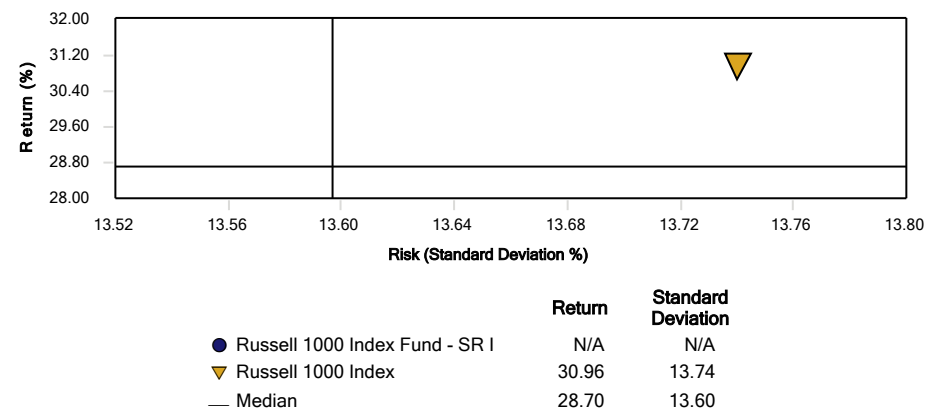 32.00
31.20
30.40
29.60
28.80
28.00
Return (%)
13.52 13.56 13.60 13.64 13.68 13.72 13.76 13.80
Risk (Standard Deviation %)
Return Standard Deviation
Russell 1000 Index Fund - SR I N/A N/A
Russell 1000 Index 30.96 13.74
Median 28.70 13.60